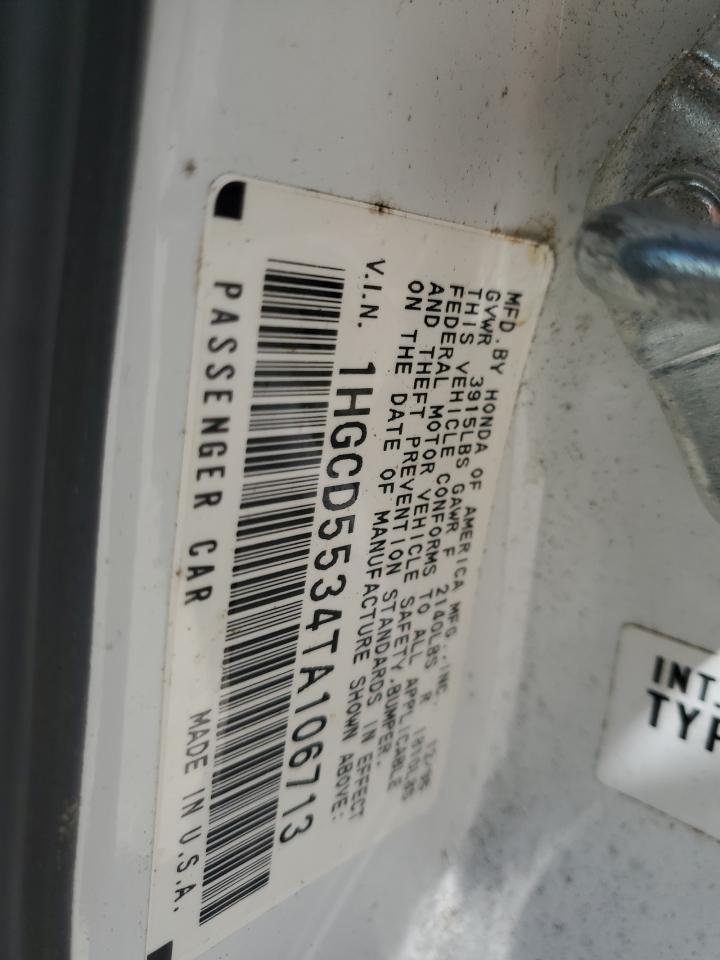 MFD. BY HONDA OF AMERICA MFG., INC.
GVWR 3915LBS GAWR F 2140LBS R 1810LBS
THIS VEHICLE CONFORMS TO ALL APPLICABLE
FEDERAL MOTOR VEHICLE SAFETY, BUMPER,
AND THEFT PREVENTION STANDARDS IN EFFECT
ON THE DATE OF MANUFACTURE SHOWN ABOVE:
V.I.N. 1HGCD5534TA106713
PASSENGER CAR MADE IN U.S.A.
INT
TYP